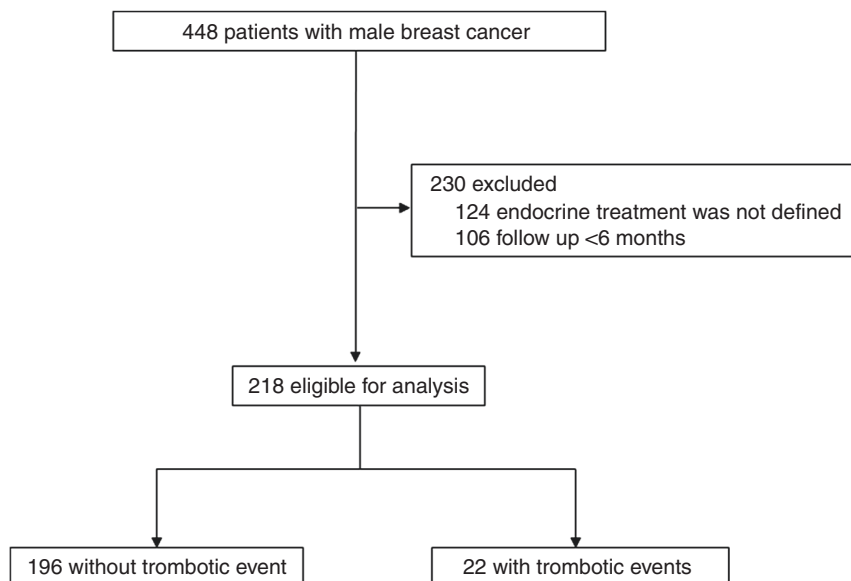 448 patients with male breast cancer
230 excluded
124 endocrine treatment was not defined
106 follow up <6 months
218 eligible for analysis
196 without trombotic event
22 with trombotic events